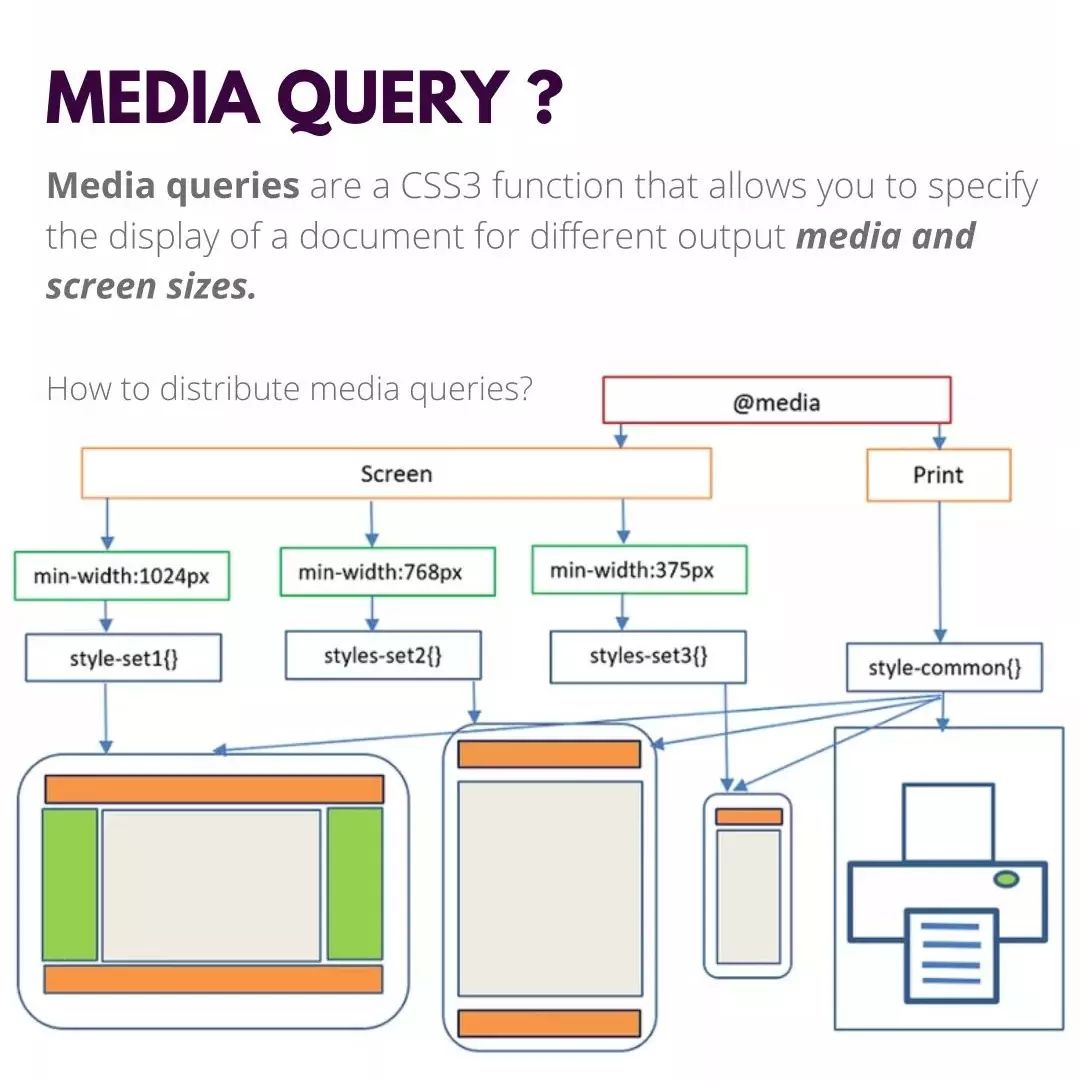 MEDIA QUERY ?
Media queries are a CSS3 function that allows you to specify
the display of a document for different output media and
screen sizes.
How to distribute media queries?
@media
Screen
Print
min-width:1024px
min-width:768px
min-width:375px
style-set1{}
styles-set2{}
styles-set3{}
style-common{}